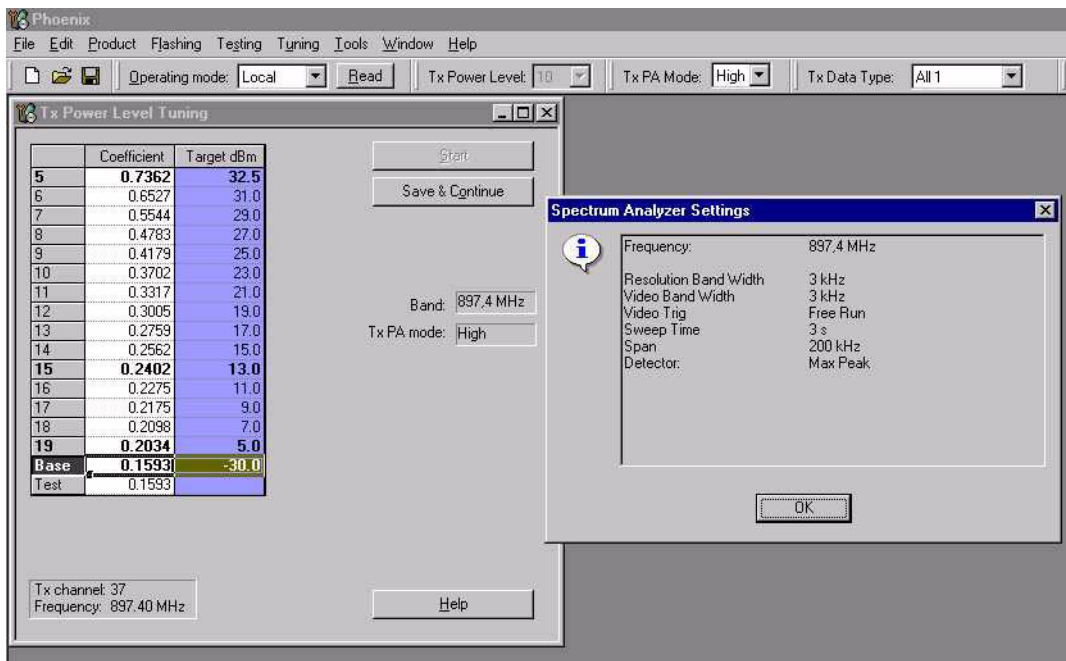 Phoenix
File Edit Product Flashing Testing Tuning Tools Window Help
Operating mode: Local Read Tx Power Level: 10 Tx PA Mode: High Tx Data Type: All 1
Tx Power Level Tuning
Coefficient Target dBm
5 0.7362 32.5
6 0.6527 31.0
7 0.5544 29.0
8 0.4783 27.0
9 0.4179 25.0
10 0.3702 23.0
11 0.3317 21.0
12 0.3005 19.0
13 0.2759 17.0
14 0.2562 15.0
15 0.2402 13.0
16 0.2275 11.0
17 0.2175 9.0
18 0.2098 7.0
19 0.2034 5.0
Base 0.1593 -30.0
Test 0.1593
Start
Save & Continue
Band: 897,4 MHz
Tx PA mode: High
Tx channel: 37
Frequency: 897.40 MHz
Help
Spectrum Analyzer Settings
Frequency: 897,4 MHz
Resolution Band Width 3 kHz
Video Band Width 3 kHz
Video Trig Free Run
Sweep Time 3 s
Span 200 kHz
Detector: Max Peak
OK